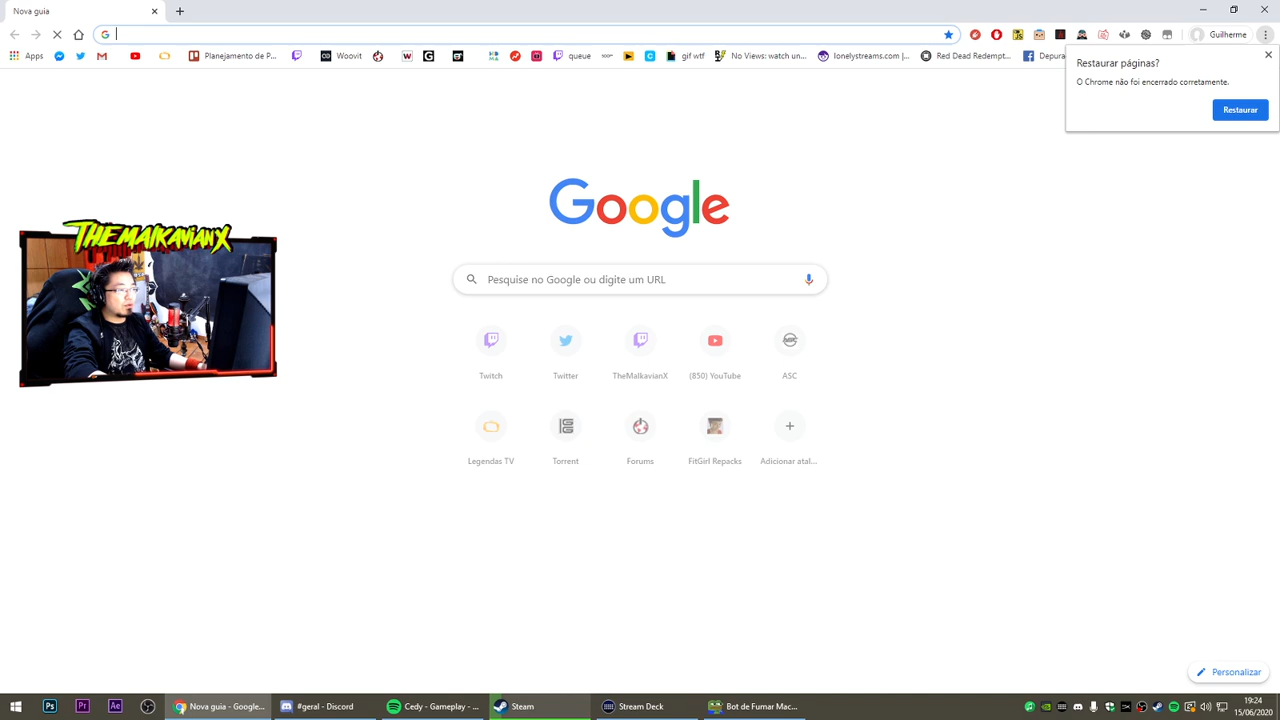 Nova guia
Guilherme
Apps
Planejamento de P...
Woovit
queue
gif wtf
No Views: watch un...
lonelystreams.com |...
Red Dead Redempt...
Depura
Restaurar páginas?
O Chrome não foi encerrado corretamente.
Restaurar
Google
THEMALKAVIANX
Pesquise no Google ou digite um URL
Twitch
Twitter
TheMalkavianX
(850) YouTube
ASC
Legendas TV
Torrent
Forums
FitGirl Repacks
Adicionar atal...
Personalizar
Ps
Pr
Ae
Nova guia - Google...
#geral - Discord
Cedy - Gameplay - ...
Steam
Stream Deck
Bot de Fumar Mac...
19:24
15/06/2020